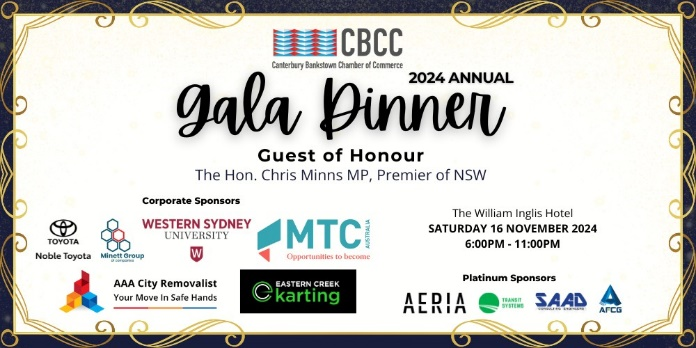 CBCC
Canterbury Bankstown Chamber of Commerce
2024 ANNUAL
Gala Dinner
Guest of Honour
The Hon. Chris Minns MP, Premier of NSW
Corporate Sponsors
TOYOTA
Noble Toyota
Minett Group
of companies
WESTERN SYDNEY
UNIVERSITY
W
MTC
AUSTRALIA
Opportunities to become
AAA City Removalist
Your Move In Safe Hands
EASTERN CREEK
karting
The William Inglis Hotel
SATURDAY 16 NOVEMBER 2024
6:00PM - 11:00PM
Platinum Sponsors
AERIA
TRANSIT
SYSTEMS
SAAD
AFCG